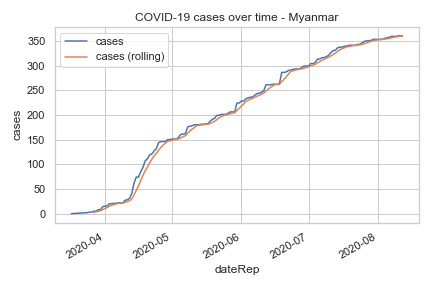 COVID-19 cases over time - Myanmar
cases
cases (rolling)
350
300
250
200
150
100
50
0
cases
2020-04
2020-05
2020-06
2020-07
2020-08
dateRep